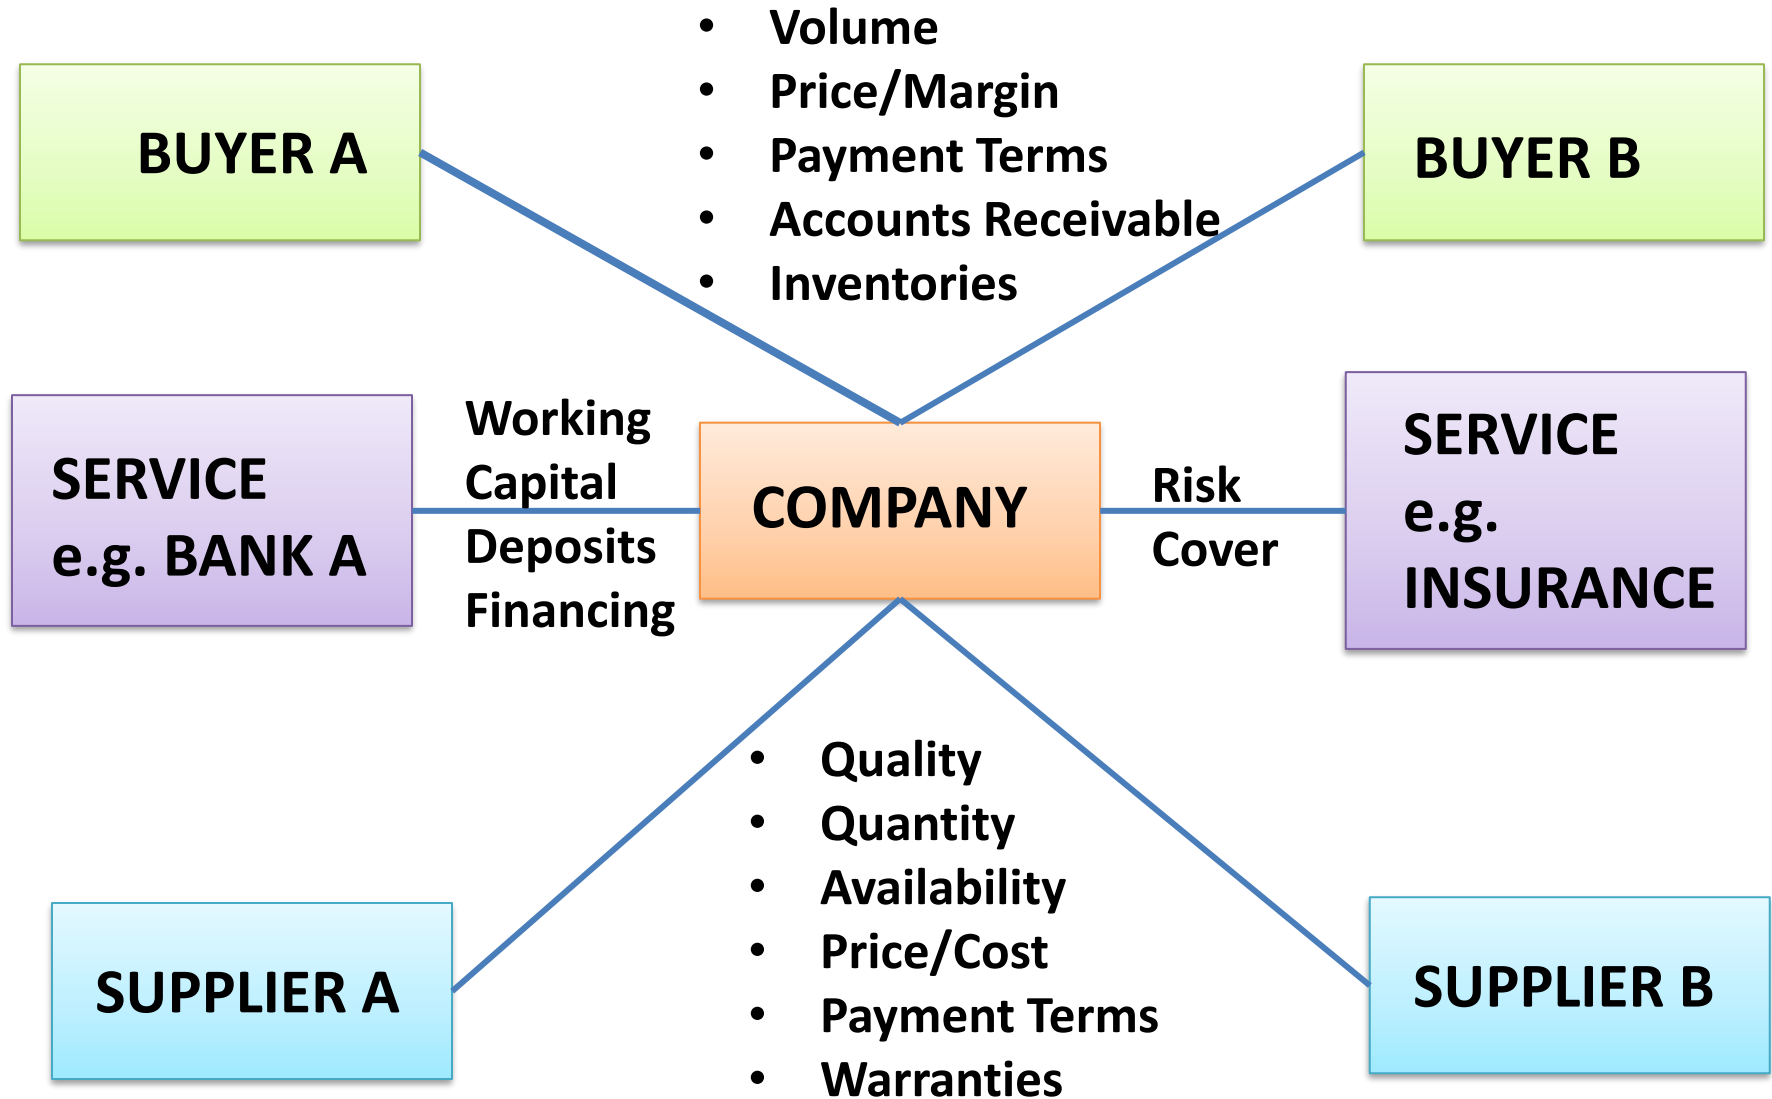 • Volume
• Price/Margin
• Payment Terms
• Accounts Receivable
• Inventories
BUYER A
BUYER B
SERVICE
e.g. BANK A
Working
Capital
Deposits
Financing
COMPANY
Risk
Cover
SERVICE
e.g.
INSURANCE
• Quality
• Quantity
• Availability
• Price/Cost
• Payment Terms
• Warranties
SUPPLIER A
SUPPLIER B